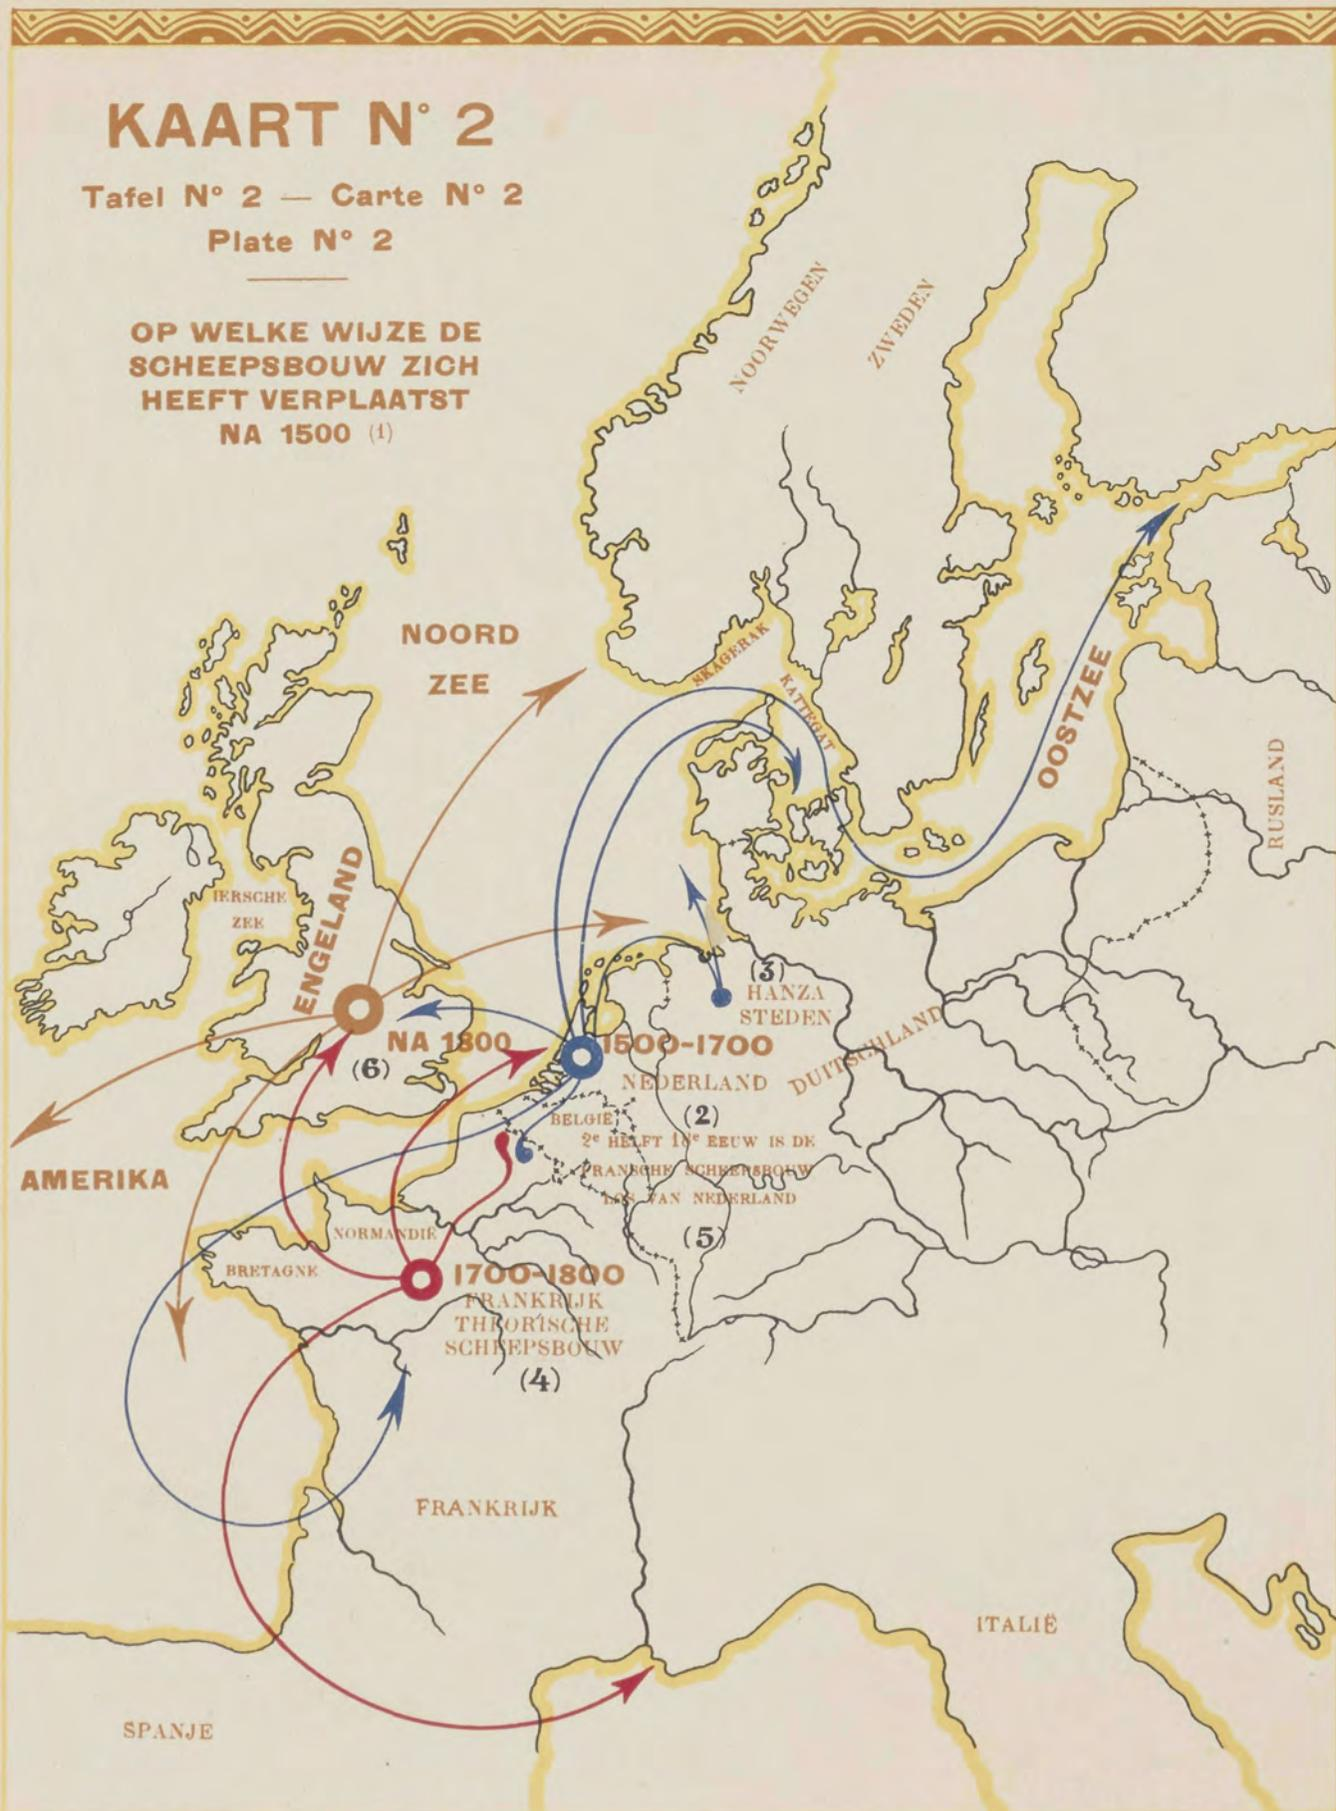 KAART N° 2
Tafel N° 2 — Carte N° 2
Plate N° 2
OP WELKE WIJZE DE
SCHEEPSBOUW ZICH
HEEFT VERPLAATST
NA 1500 (1)
NOORWEGEN
ZWEDEN
NOORD
ZEE
SKAGERAK
KATTEGAT
OOSTZEE
RUSLAND
IERSCHE
ZEE
ENGELAND
(3)
HANZA
STEDEN
NA 1800
(6)
1500-1700
NEDERLAND
DUITSCHLAND
(2)
BELGIË
2e HELFT 18e EEUW IS DE
FRANSCHE SCHEEPSBOUW
LOS VAN NEDERLAND
(5)
AMERIKA
NORMANDIË
BRETAGNE
1700-1800
FRANKRIJK
THEORISCHE
SCHEEPSBOUW
(4)
FRANKRIJK
ITALIË
SPANJE